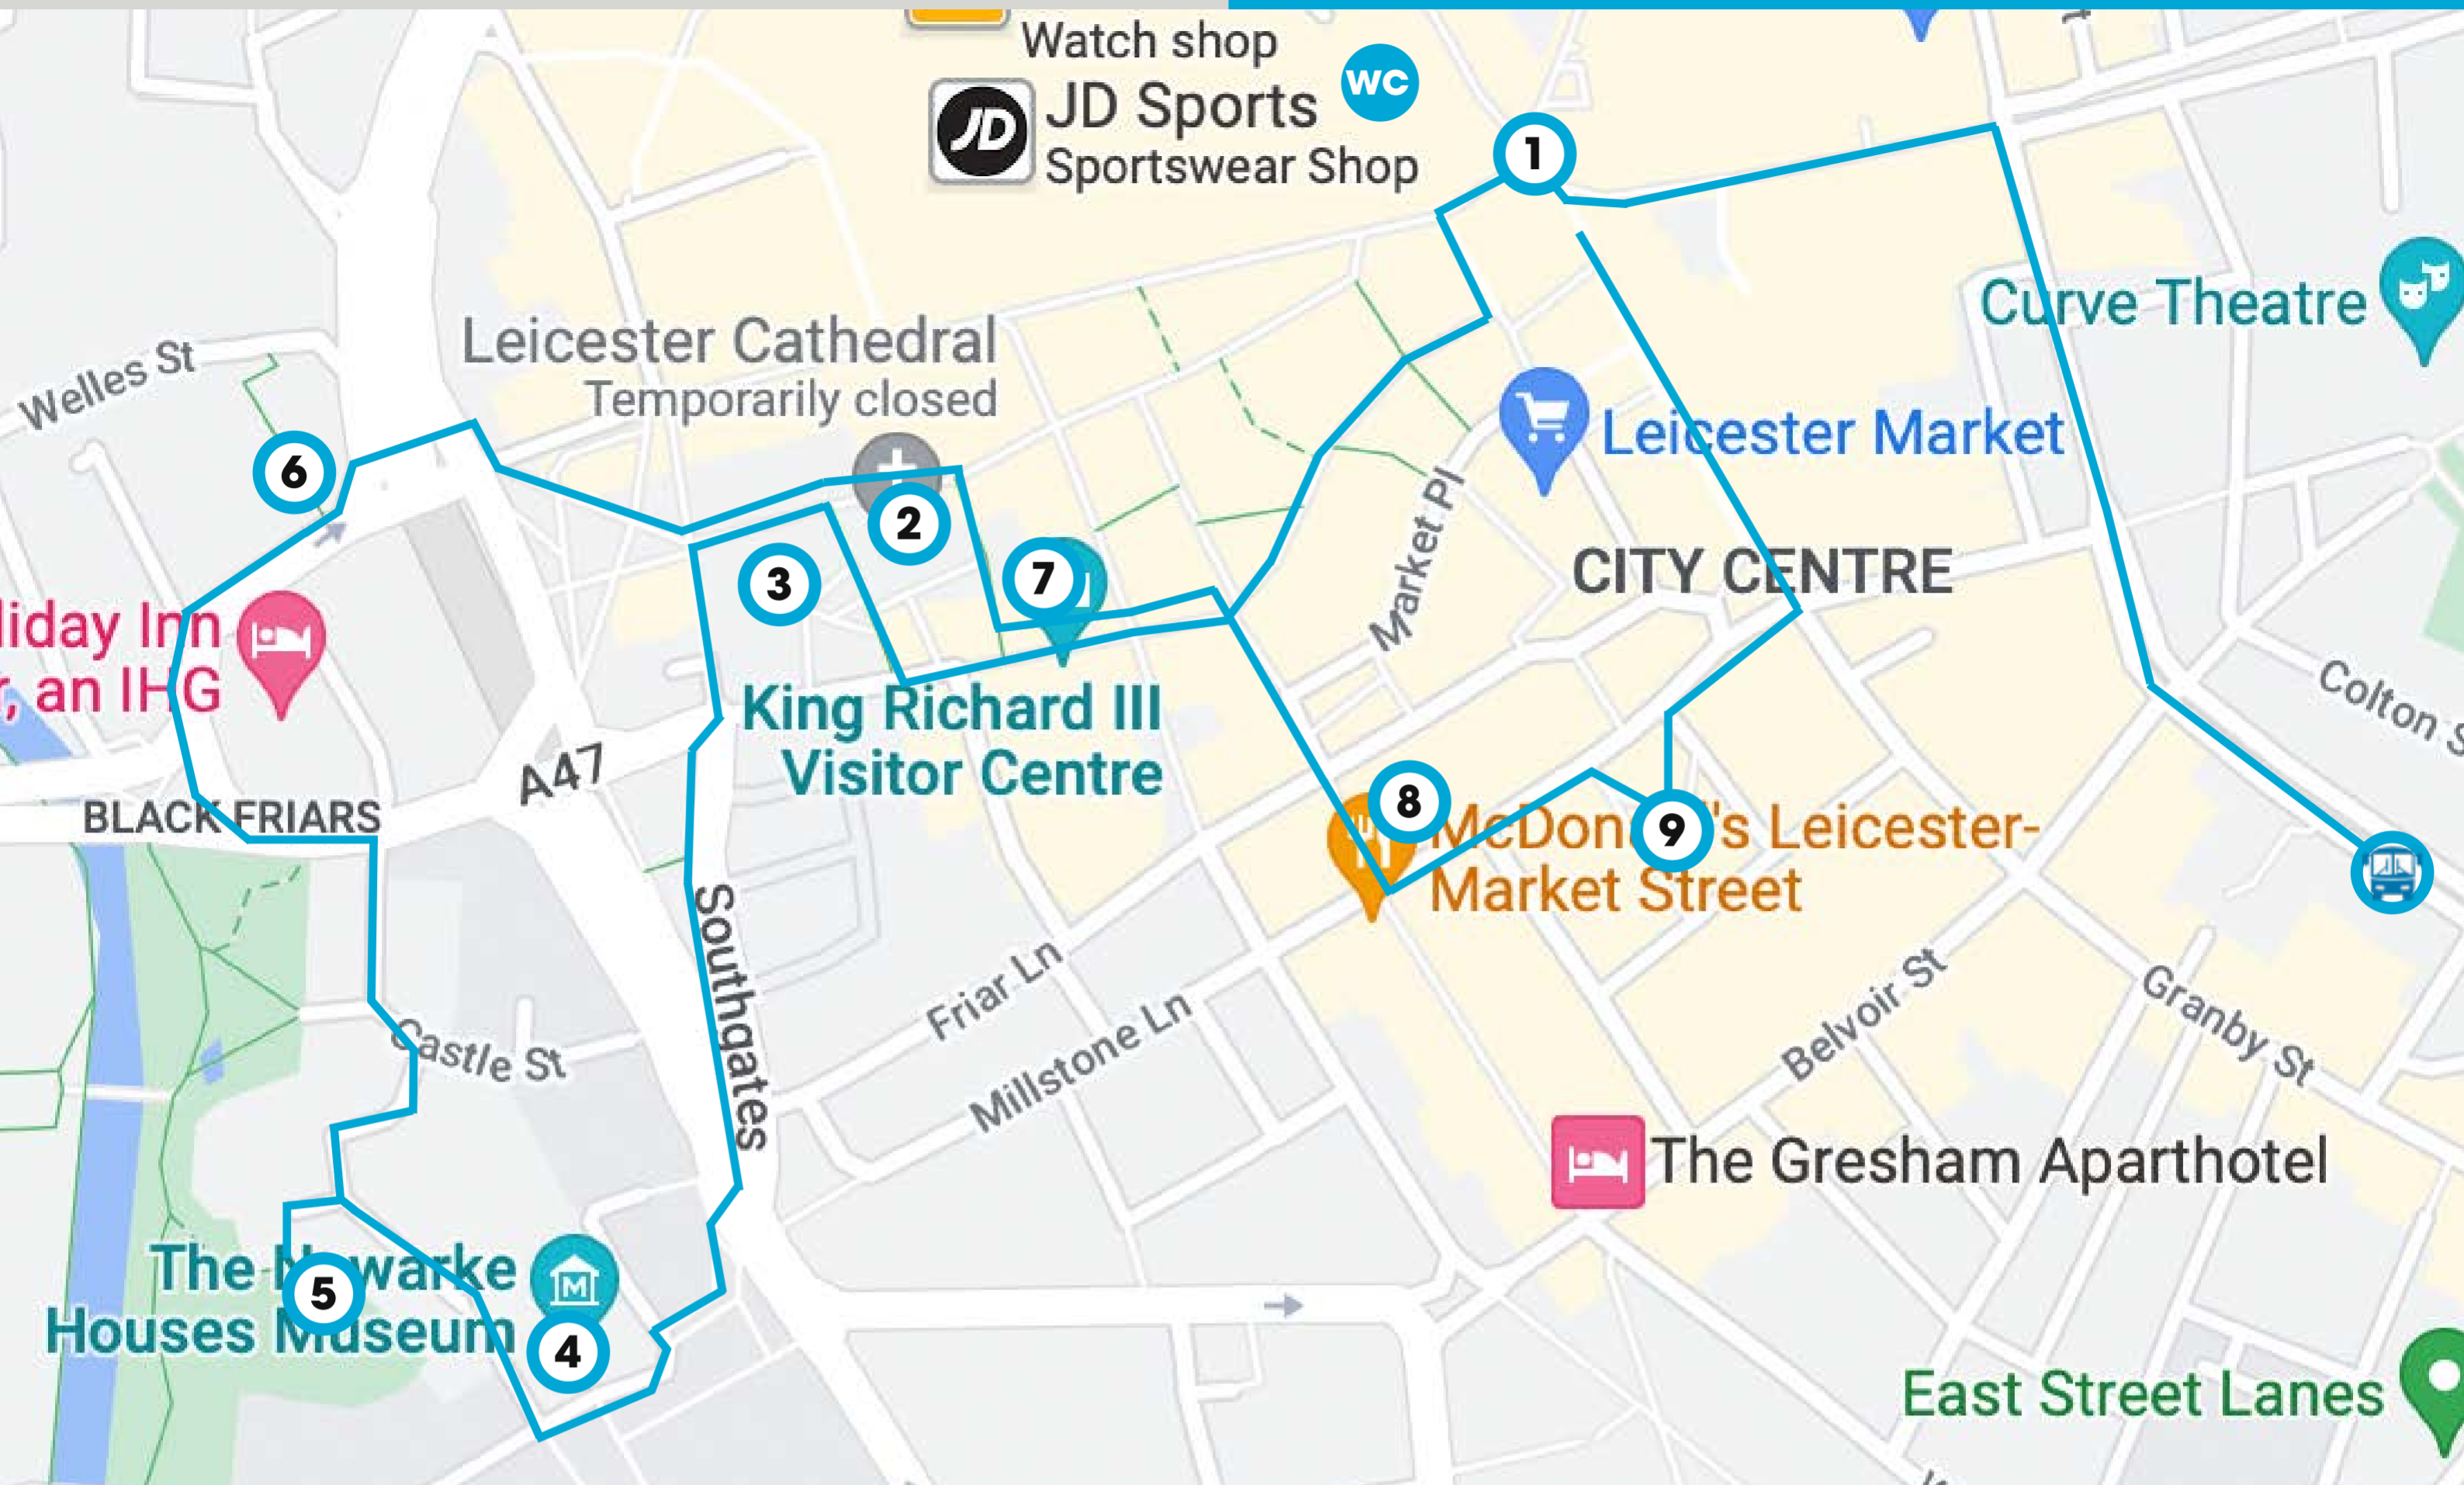 Watch shop
JD
JD Sports
Sportswear Shop
WC
1
Curve Theatre
Leicester Cathedral
Temporarily closed
Welles St
6
Leicester Market
Market Pl
2
3
7
CITY CENTRE
liday Inn
r, an IHG
King Richard III
Visitor Centre
A47
BLACK FRIARS
Colton S
8
McDon 's Leicester-
Market Street
9
Southgates
Friar Ln
Millstone Ln
Castle St
Belvoir St
Granby St
The Gresham Aparthotel
The Newarke
Houses Museum
M
5
4
East Street Lanes